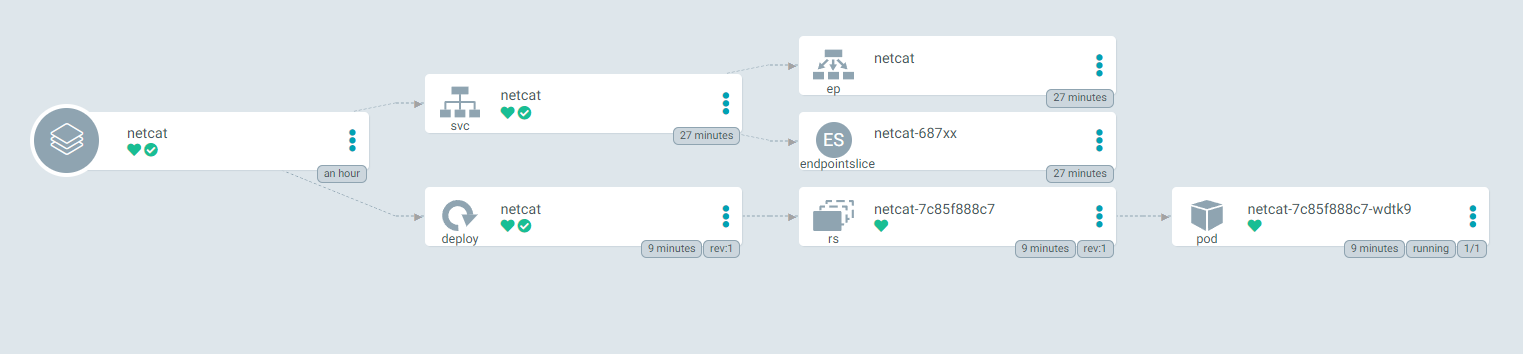 netcat
an hour
netcat
svc
27 minutes
netcat
deploy
9 minutes
rev:1
netcat
ep
27 minutes
ES
netcat-687xx
endpointslice
27 minutes
netcat-7c85f888c7
rs
9 minutes
rev:1
netcat-7c85f888c7-wdtk9
pod
9 minutes
running
1/1